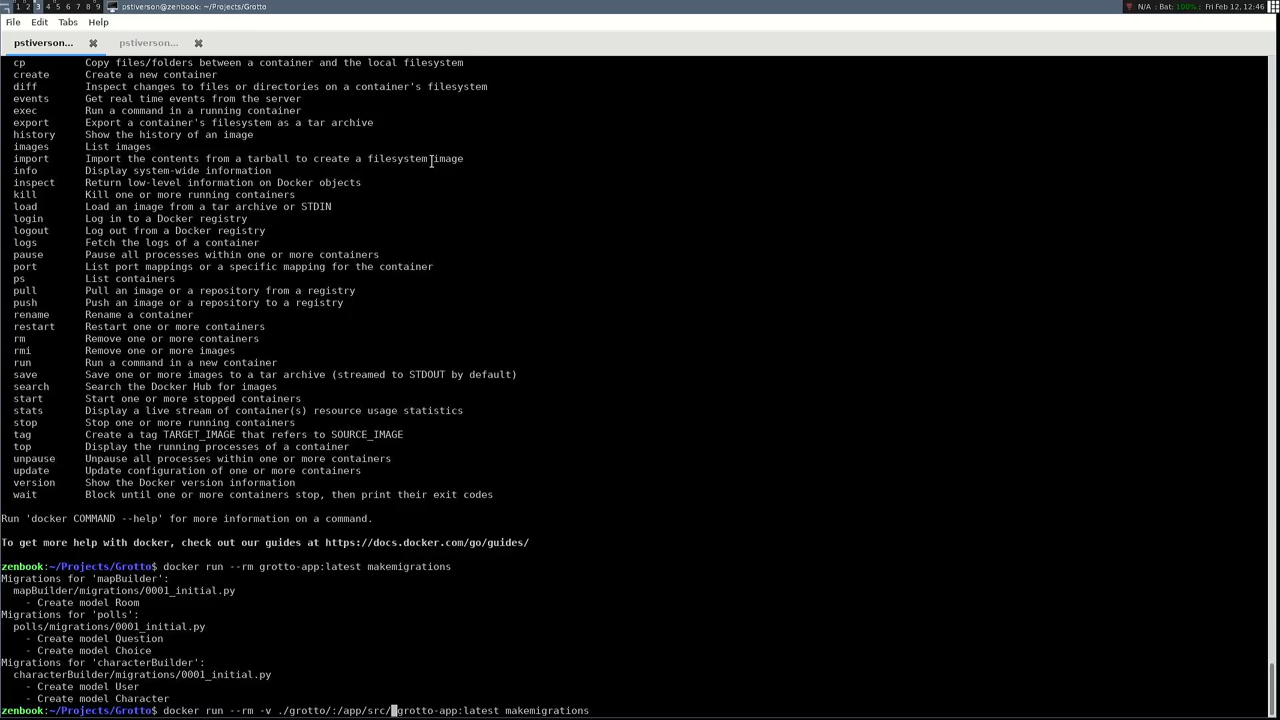 1 2 3 4 5 6 7 8 9 pstiverson@zenbook: ~/Projects/Grotto N/A | Bat: 100% | Fri Feb 12, 12:46
File Edit Tabs Help
pstiverson... pstiverson...
cp Copy files/folders between a container and the local filesystem
create Create a new container
diff Inspect changes to files or directories on a container's filesystem
events Get real time events from the server
exec Run a command in a running container
export Export a container's filesystem as a tar archive
history Show the history of an image
images List images
import Import the contents from a tarball to create a filesystem image
info Display system-wide information
inspect Return low-level information on Docker objects
kill Kill one or more running containers
load Load an image from a tar archive or STDIN
login Log in to a Docker registry
logout Log out from a Docker registry
logs Fetch the logs of a container
pause Pause all processes within one or more containers
port List port mappings or a specific mapping for the container
ps List containers
pull Pull an image or a repository from a registry
push Push an image or a repository to a registry
rename Rename a container
restart Restart one or more containers
rm Remove one or more containers
rmi Remove one or more images
run Run a command in a new container
save Save one or more images to a tar archive (streamed to STDOUT by default)
search Search the Docker Hub for images
start Start one or more stopped containers
stats Display a live stream of container(s) resource usage statistics
stop Stop one or more running containers
tag Create a tag TARGET_IMAGE that refers to SOURCE_IMAGE
top Display the running processes of a container
unpause Unpause all processes within one or more containers
update Update configuration of one or more containers
version Show the Docker version information
wait Block until one or more containers stop, then print their exit codes
Run 'docker COMMAND --help' for more information on a command.
To get more help with docker, check out our guides at https://docs.docker.com/go/guides/
zenbook:~/Projects/Grotto$ docker run --rm grotto-app:latest makemigrations
Migrations for 'mapBuilder':
mapBuilder/migrations/0001_initial.py
- Create model Room
Migrations for 'polls':
polls/migrations/0001_initial.py
- Create model Question
- Create model Choice
Migrations for 'characterBuilder':
characterBuilder/migrations/0001_initial.py
- Create model User
- Create model Character
zenbook:~/Projects/Grotto$ docker run --rm -v ./grotto/:/app/src/ grotto-app:latest makemigrations